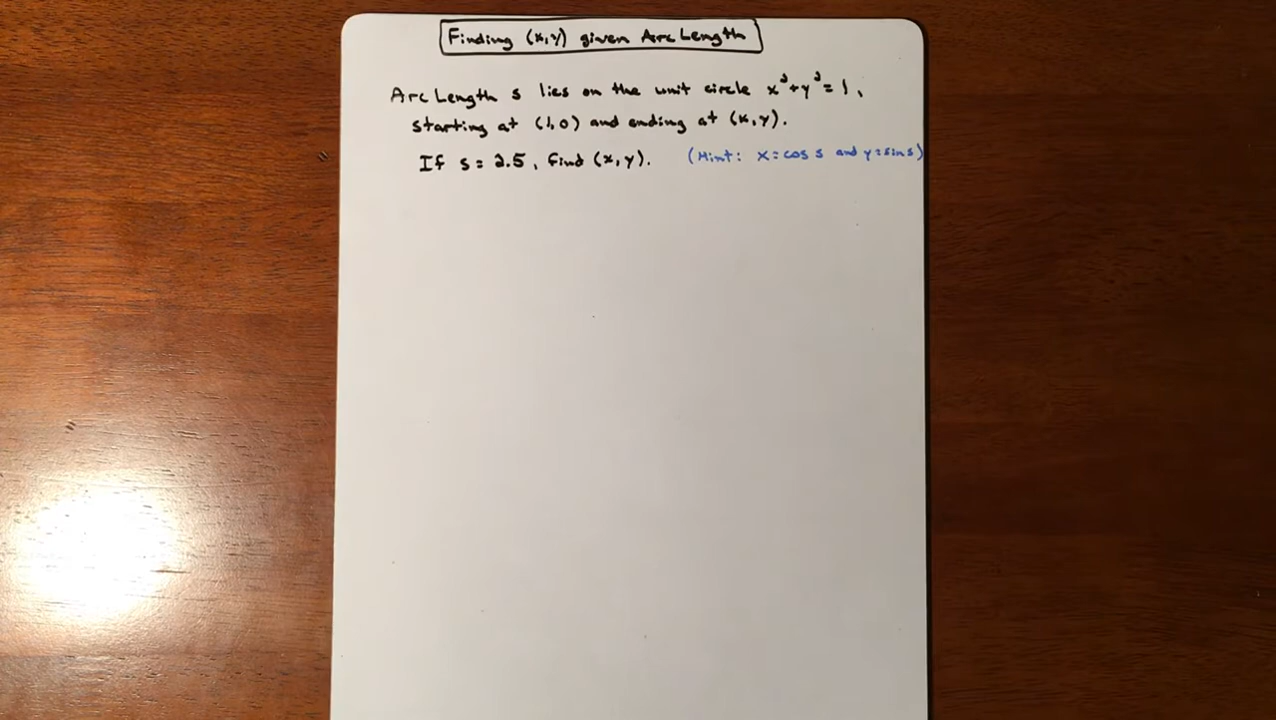 Finding (x,y) given Arc Length
Arc Length s lies on the unit circle x²+y²=1,
starting at (1,0) and ending at (x,y).
If s = 2.5, find (x,y). (Hint: x=cos s and y=sin s)